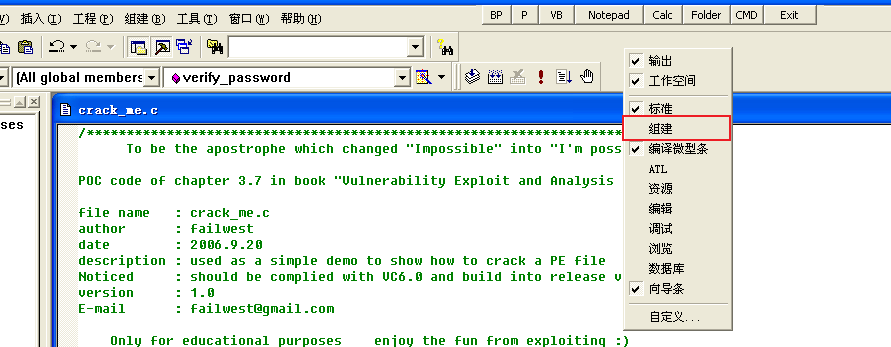 (V) 插入(I) 工程(P) 组建(B) 工具(T) 窗口(W) 帮助(H)
BP P VB Notepad Calc Folder CMD Exit
(All global members verify_password
输出
工作空间
标准
组建
编译微型条
ATL
资源
编辑
调试
浏览
数据库
向导条
自定义...
ses
crack_me.c
/*****************************************************************
To be the apostrophe which changed "Impossible" into "I'm poss
POC code of chapter 3.7 in book "Vulnerability Exploit and Analysis
file name : crack_me.c
author : failwest
date : 2006.9.20
description : used as a simple demo to show how to crack a PE file
Noticed : should be complied with VC6.0 and build into release v
version : 1.0
E-mail : failwest@gmail.com
Only for educational purposes enjoy the fun from exploiting :)